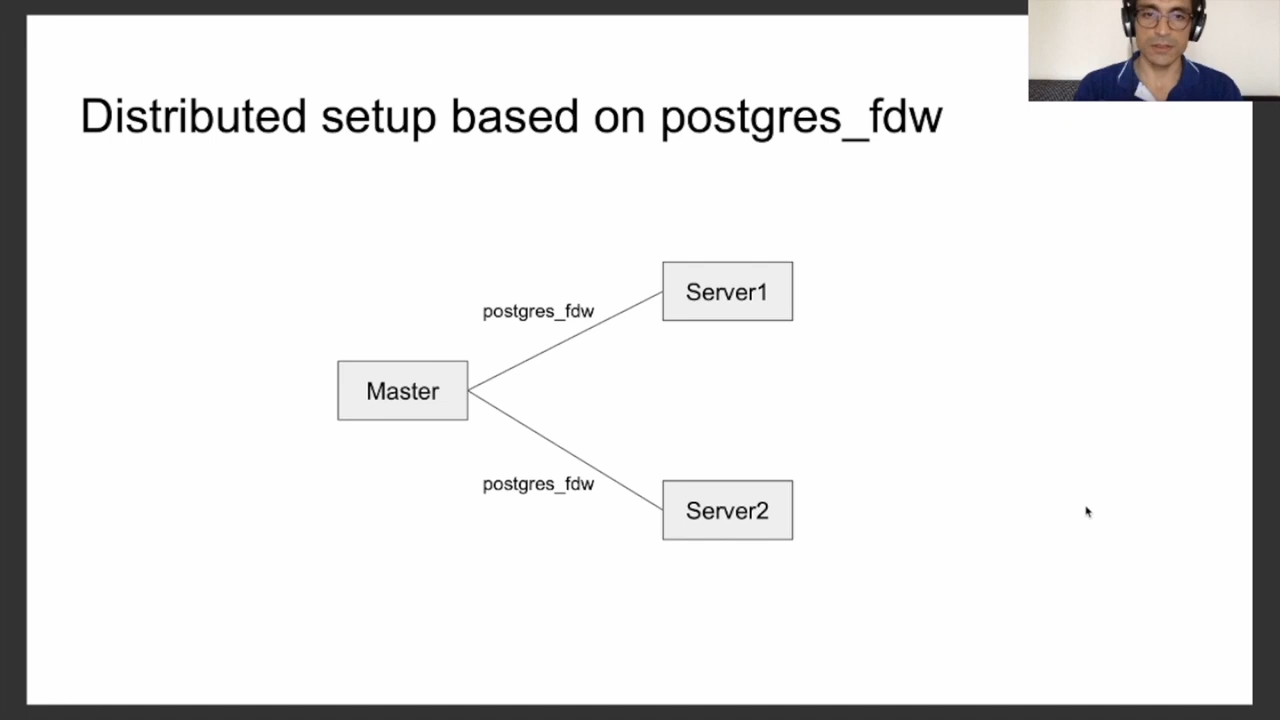 Distributed setup based on postgres_fdw
Server1
postgres_fdw
Master
postgres_fdw
Server2